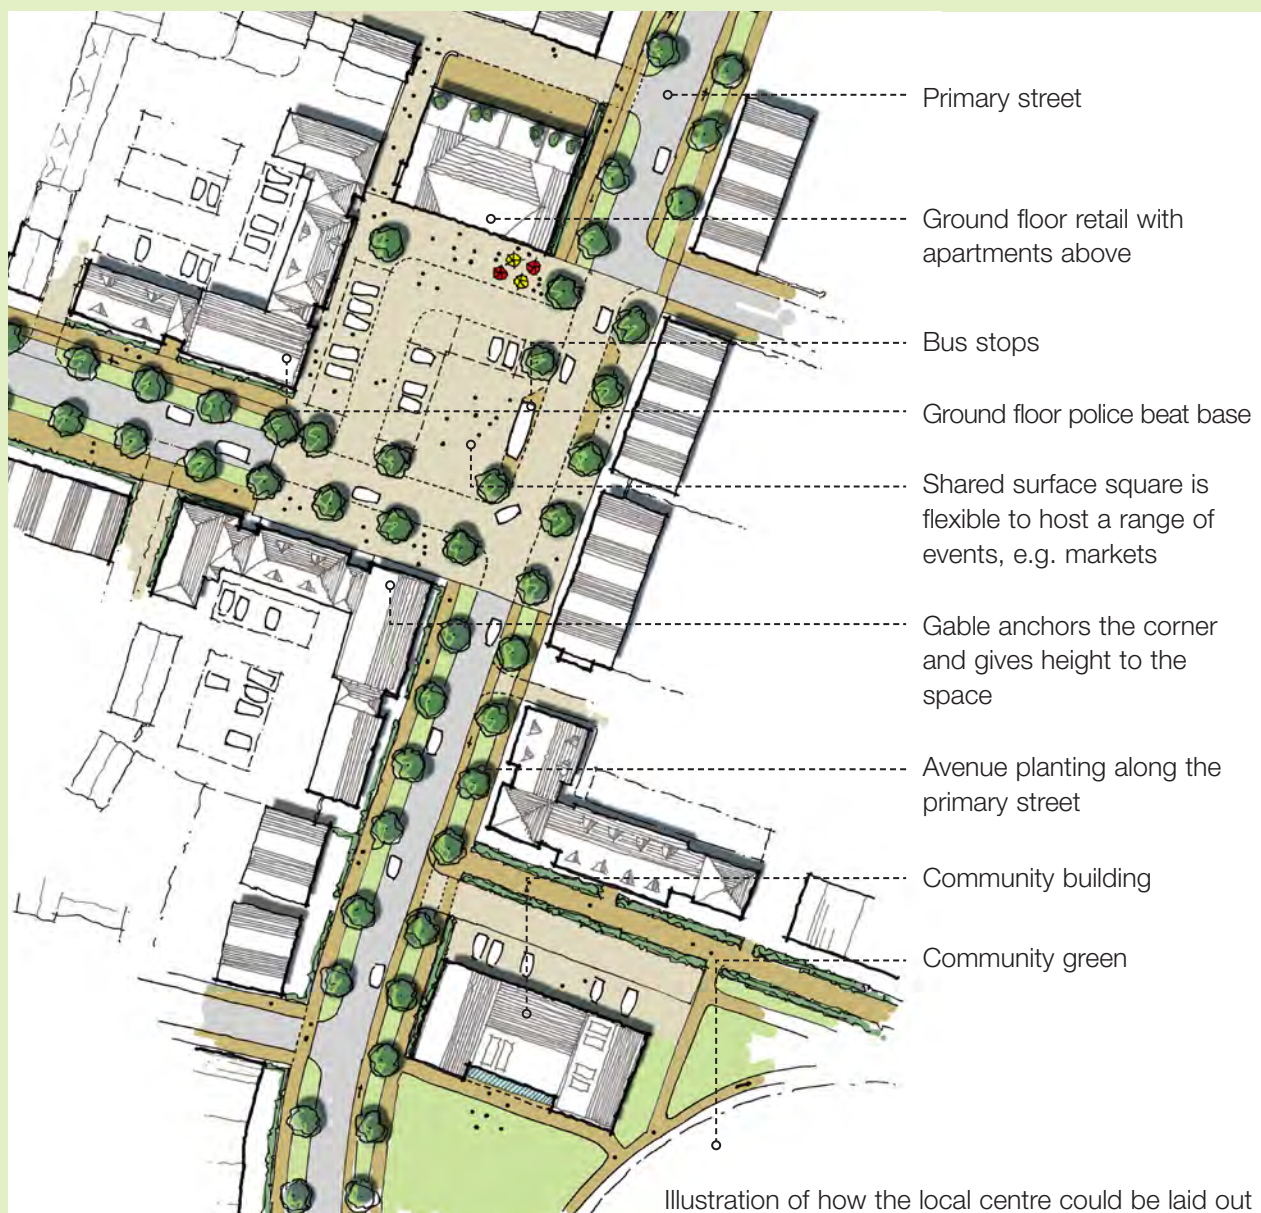 Primary street
Ground floor retail with
apartments above
Bus stops
Ground floor police beat base
Shared surface square is
flexible to host a range of
events, e.g. markets
Gable anchors the corner
and gives height to the
space
Avenue planting along the
primary street
Community building
Community green
Illustration of how the local centre could be laid out